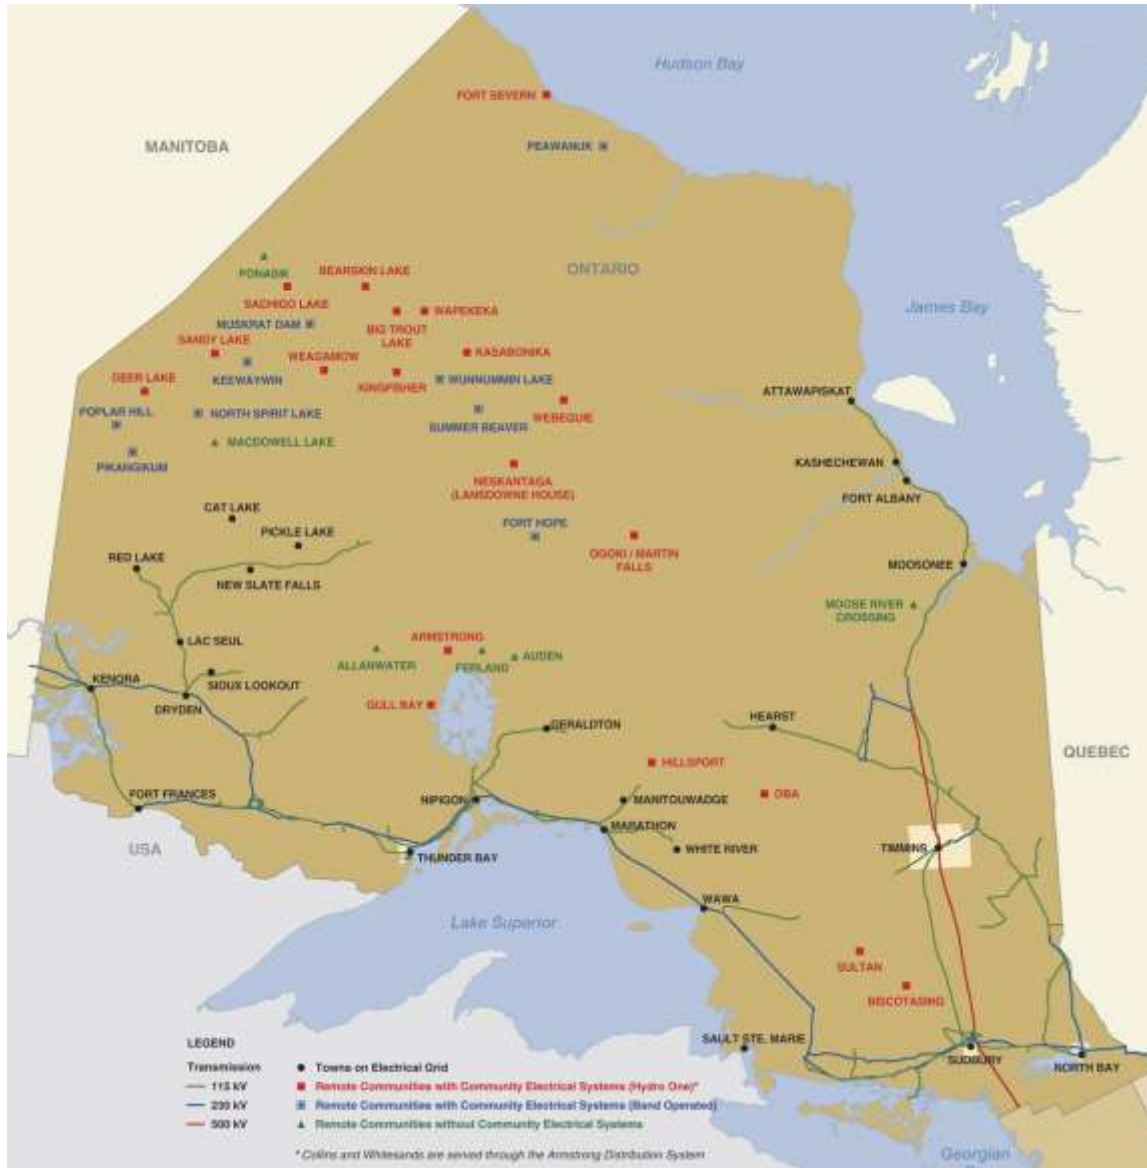 Hudson Bay
FORT SEVERN
MANITOBA
PEAWANUK
PONASIK
BEARSKIN LAKE
ONTARIO
SACHIGO LAKE
James Bay
WAPEKEKA
MUSKRAT DAM
BIG TROUT
LAKE
SANDY LAKE
WEAGAMOW
KASABONIKA
KEEWAYWIN
DEER LAKE
KINGFISHER
WUNNUMMIN LAKE
ATTAWAPISKAT
POPLAR HILL
NORTH SPIRIT LAKE
WEBEQUIE
SUMMER BEAVER
MACDOWELL LAKE
PIKANGIKUM
KASHECHEWAN
NESKANTAGA
(LANSDOWNE HOUSE)
FORT ALBANY
CAT LAKE
FORT HOPE
PICKLE LAKE
OGOKI / MARTIN
FALLS
RED LAKE
MOOSONEE
NEW SLATE FALLS
MOOSE RIVER
CROSSING
LAC SEUL
ARMSTRONG
ALLANWATER
FERLAND
AUDEN
KENORA
SIOUX LOOKOUT
DRYDEN
GULL BAY
GERALDTON
HEARST
QUEBEC
HILLSPORT
FORT FRANCES
NIPIGON
MANITOUWADGE
OBA
MARATHON
USA
THUNDER BAY
WHITE RIVER
TIMMINS
WAWA
Lake Superior
SULTAN
BISCOTASING
SAULT STE. MARIE
SUDBURY
NORTH BAY
LEGEND
Transmission
115 kV
230 kV
500 kV
Towns on Electrical Grid
Remote Communities with Community Electrical Systems (Hydro One)*
Remote Communities with Community Electrical Systems (Band Operated)
Remote Communities without Community Electrical Systems
* Collins and Whitesands are served through the Armstrong Distribution System
Georgian